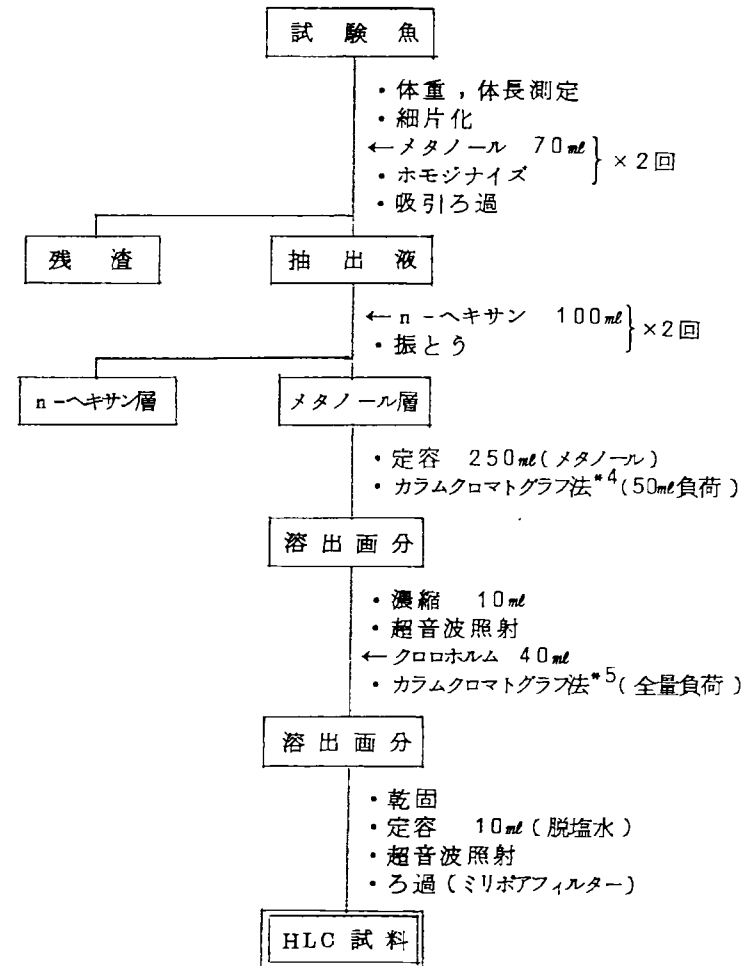 試験魚
・体重,体長測定
・細片化
←メタノール 70ml
・ホモジナイズ
×2回
・吸引ろ過
残渣
抽出液
←n-ヘキサン 100ml
・振とう
×2回
n-ヘキサン層
メタノール層
・定容 250ml(メタノール)
・カラムクロマトグラフ法*4(50ml負荷)
溶出画分
・濃縮 10ml
・超音波照射
←クロロホルム 40ml
・カラムクロマトグラフ法*5(全量負荷)
溶出画分
・乾固
・定容 10ml(脱塩水)
・超音波照射
・ろ過(ミリポアフィルター)
HLC 試料